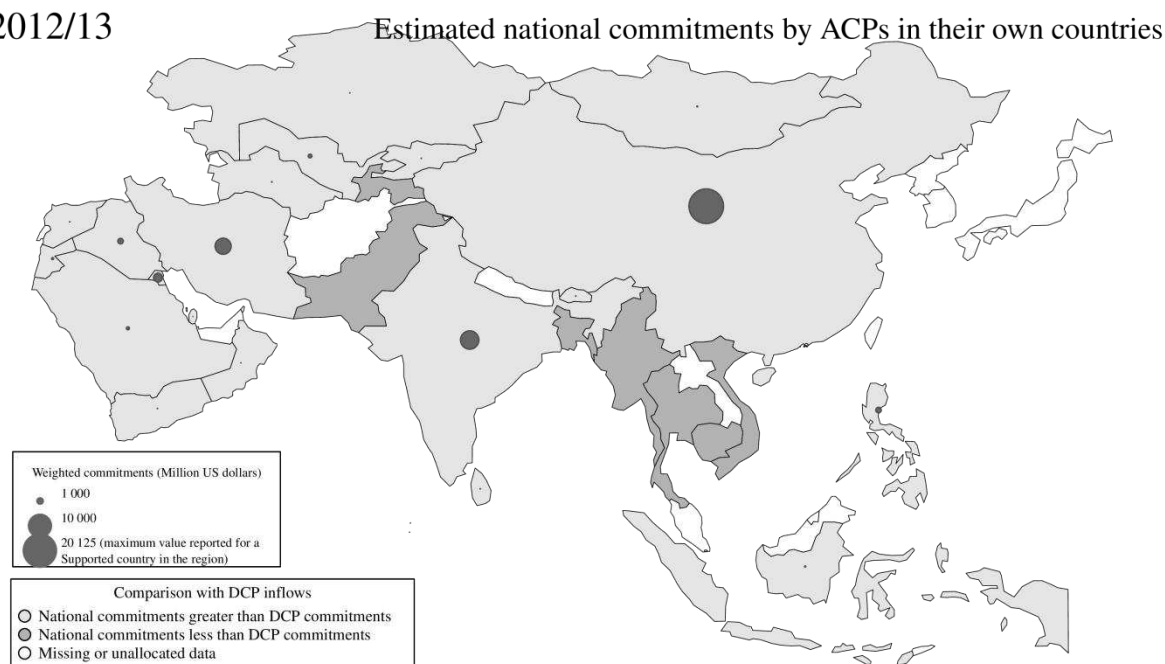 2012/13
Estimated national commitments by ACPs in their own countries
Weighted commitments (Million US dollars)
1 000
10 000
20 125 (maximum value reported for a
Supported country in the region)
Comparison with DCP inflows
National commitments greater than DCP commitments
National commitments less than DCP commitments
Missing or unallocated data